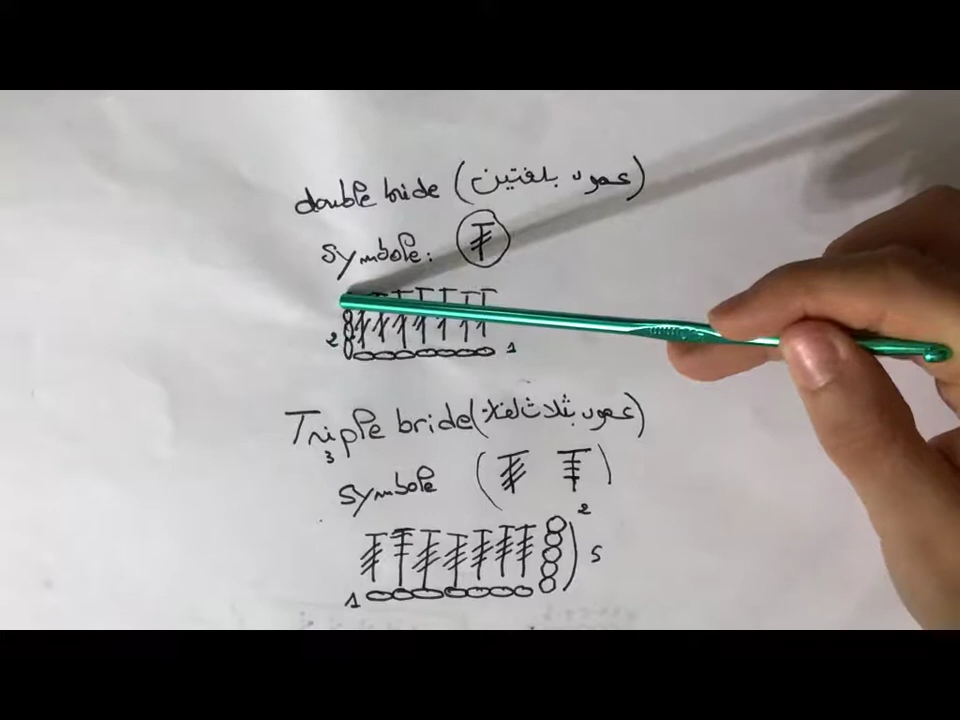 double bride (عمود بلفتين)
symbole:
2 1
Triple bride (عمود بثلاث لفات)
3
symbole ( )
2
1 5